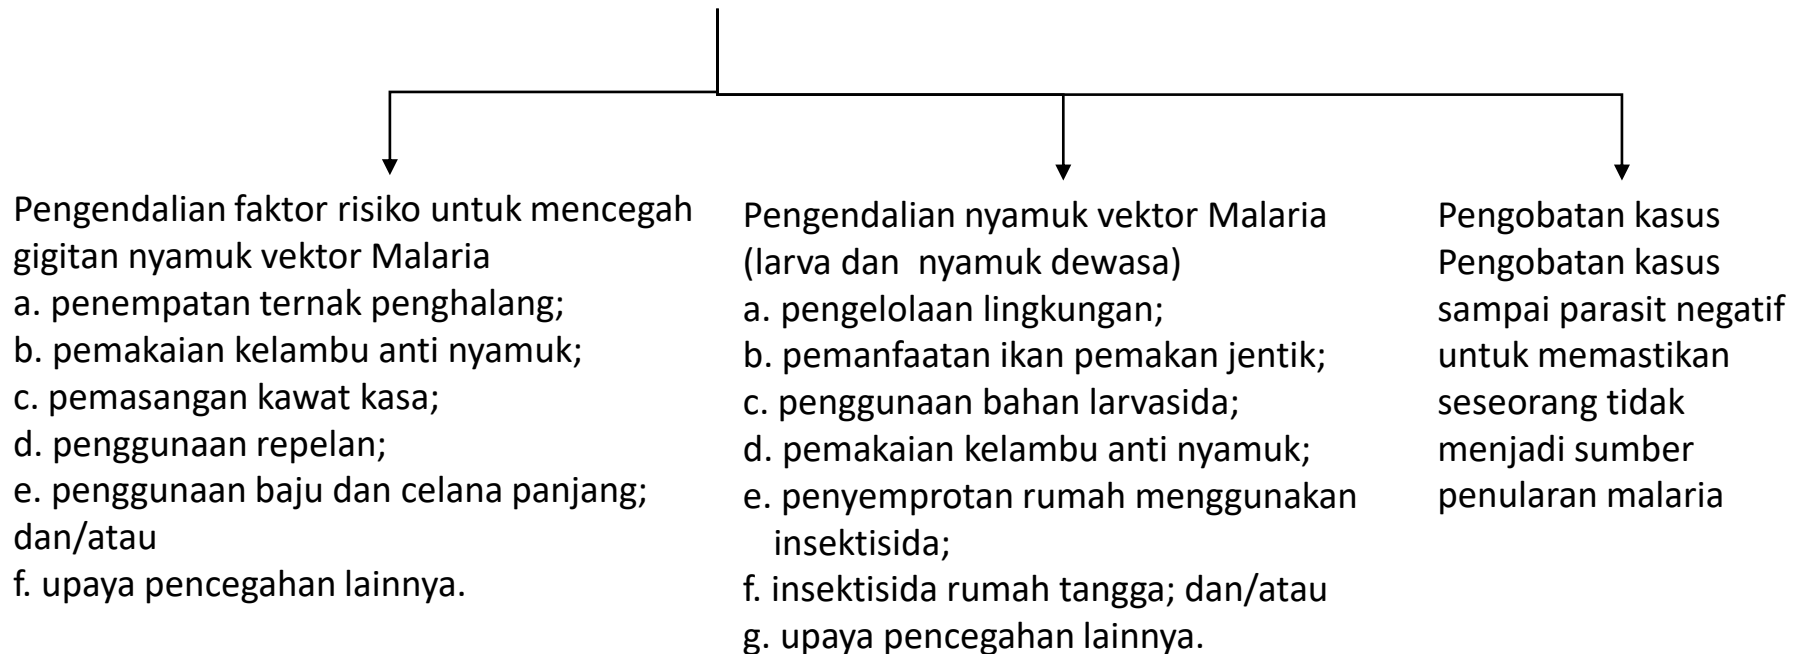 Pengendalian faktor risiko untuk mencegah
gigitan nyamuk vektor Malaria
a. penempatan ternak penghalang;
b. pemakaian kelambu anti nyamuk;
c. pemasangan kawat kasa;
d. penggunaan repelan;
e. penggunaan baju dan celana panjang;
dan/atau
f. upaya pencegahan lainnya.
Pengendalian nyamuk vektor Malaria
(larva dan nyamuk dewasa)
a. pengelolaan lingkungan;
b. pemanfaatan ikan pemakan jentik;
c. penggunaan bahan larvasida;
d. pemakaian kelambu anti nyamuk;
e. penyemprotan rumah menggunakan
insektisida;
f. insektisida rumah tangga; dan/atau
g. upaya pencegahan lainnya.
Pengobatan kasus
Pengobatan kasus
sampai parasit negatif
untuk memastikan
seseorang tidak
menjadi sumber
penularan malaria